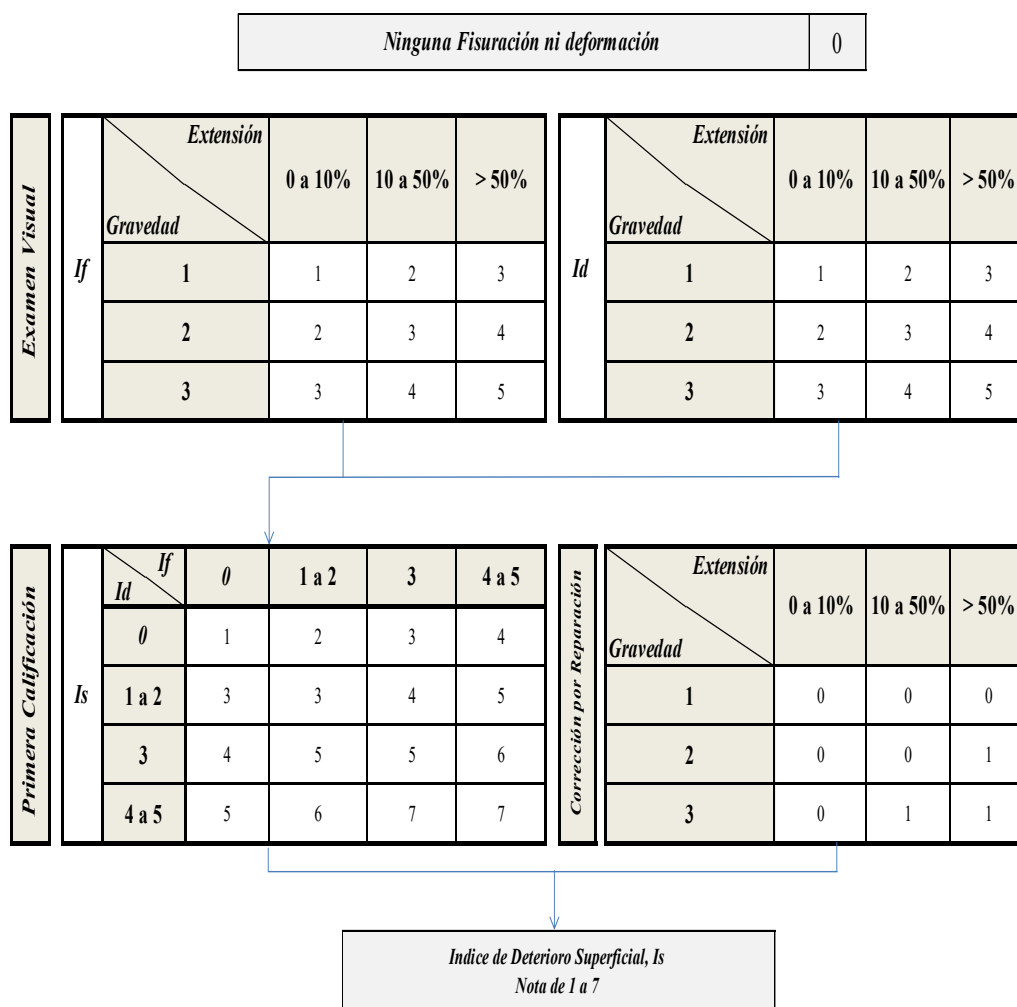 Ninguna Fisuración ni deformación 0
Examen Visual
If
Extensión
Gravedad
0 a 10% 10 a 50% > 50%
1 1 2 3
2 2 3 4
3 3 4 5
Id
Extensión
Gravedad
0 a 10% 10 a 50% > 50%
1 1 2 3
2 2 3 4
3 3 4 5
Primera Calificación
Is
If
Id
0 1 a 2 3 4 a 5
0 1 2 3 4
1 a 2 3 3 4 5
3 4 5 5 6
4 a 5 5 6 7 7
Corrección por Reparación
Extensión
Gravedad
0 a 10% 10 a 50% > 50%
1 0 0 0
2 0 0 1
3 0 1 1
Indice de Deterioro Superficial, Is
Nota de 1 a 7